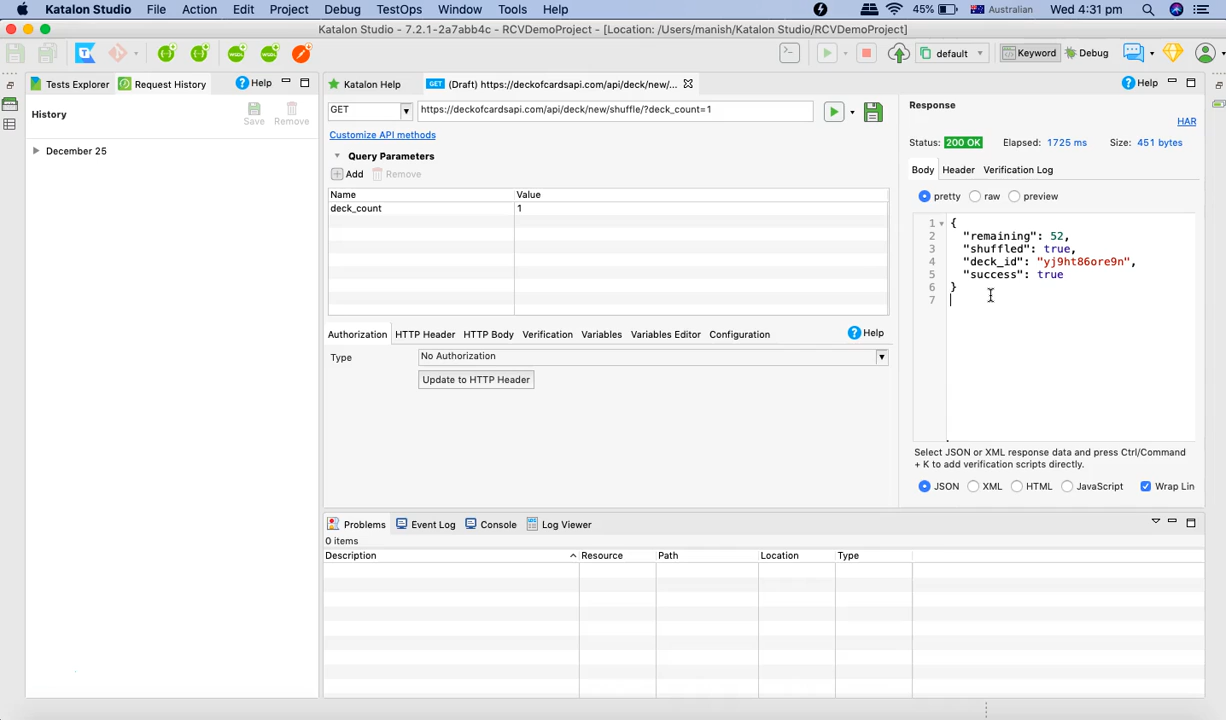 Katalon Studio File Action Edit Project Debug TestOps Window Tools Help 45% Australian Wed 4:31 pm
Katalon Studio - 7.2.1-2a7abb4c - RCVDemoProject - [Location: /Users/manish/Katalon Studio/RCVDemoProject]
default Keyword Debug
Tests Explorer Request History Help
Katalon Help GET (Draft) https://deckofcardsapi.com/api/deck/new/... Help
History Save Remove
December 25
GET https://deckofcardsapi.com/api/deck/new/shuffle/?deck_count=1
Customize API methods
Query Parameters
Add Remove
Name Value
deck_count 1
Authorization HTTP Header HTTP Body Verification Variables Variables Editor Configuration Help
Type No Authorization
Update to HTTP Header
Response
HAR
Status: 200 OK Elapsed: 1725 ms Size: 451 bytes
Body Header Verification Log
pretty raw preview
1 {
2 "remaining": 52,
3 "shuffled": true,
4 "deck_id": "yj9ht86ore9n",
5 "success": true
6 }
7
Select JSON or XML response data and press Ctrl/Command
+ K to add verification scripts directly.
JSON XML HTML JavaScript Wrap Lin
Problems Event Log Console Log Viewer
0 items
Description Resource Path Location Type